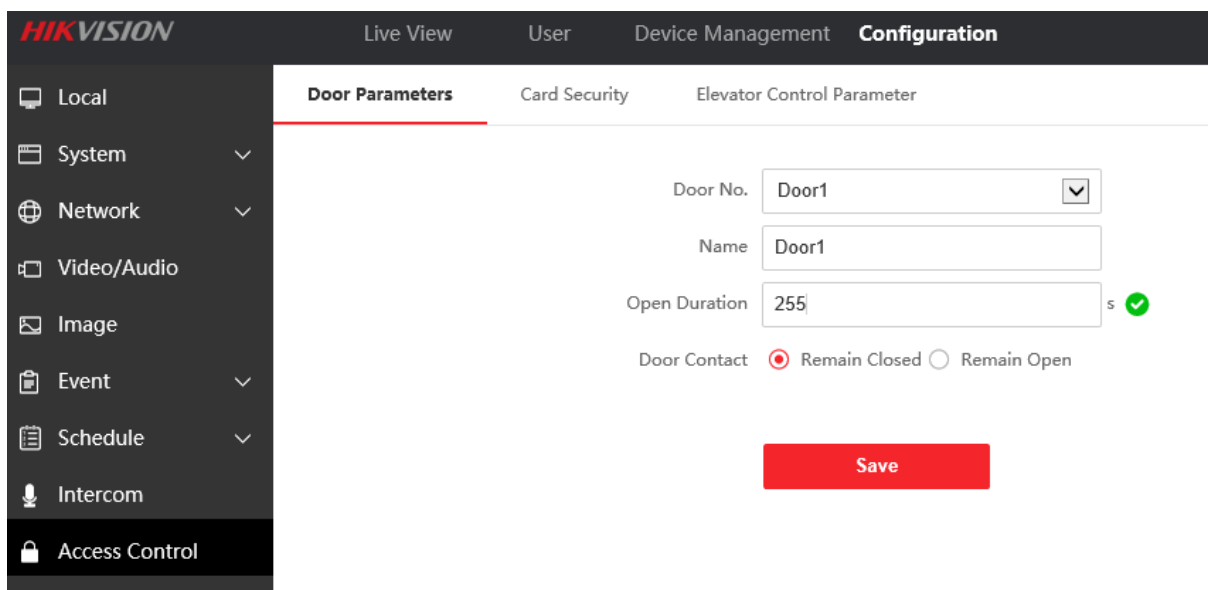 HIKVISION
Live View User Device Management Configuration
Local
System
Network
Video/Audio
Image
Event
Schedule
Intercom
Access Control
Door Parameters Card Security Elevator Control Parameter
Door No. Door1
Name Door1
Open Duration 255 s
Door Contact Remain Closed Remain Open
Save